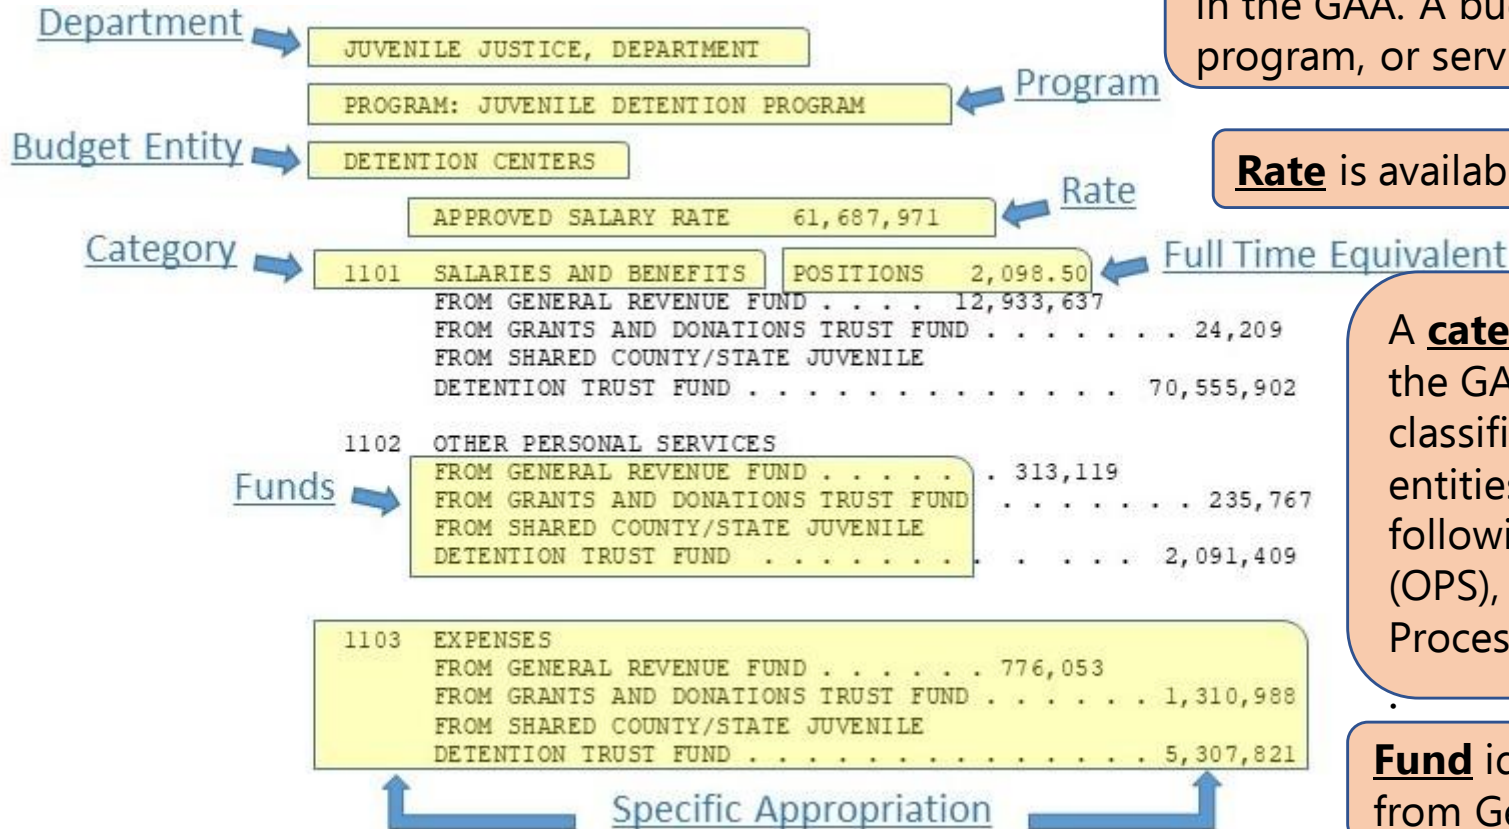 in the GAA. A bud
program, or serv
Department
JUVENILE JUSTICE, DEPARTMENT
Program
PROGRAM: JUVENILE DETENTION PROGRAM
Budget Entity
DETENTION CENTERS
Rate is availab
Rate
APPROVED SALARY RATE 61,687,971
Category
Full Time Equivalent
1101 SALARIES AND BENEFITS POSITIONS 2,098.50
FROM GENERAL REVENUE FUND . . . . 12,933,637
FROM GRANTS AND DONATIONS TRUST FUND . . . . . . . 24,209
FROM SHARED COUNTY/STATE JUVENILE
DETENTION TRUST FUND . . . . . . . . . . . . . 70,555,902
1102 OTHER PERSONAL SERVICES
Funds
FROM GENERAL REVENUE FUND . . . . . . 313,119
FROM GRANTS AND DONATIONS TRUST FUND . . . . . . . 235,767
FROM SHARED COUNTY/STATE JUVENILE
DETENTION TRUST FUND . . . . . . . . . . . . 2,091,409
1103 EXPENSES
FROM GENERAL REVENUE FUND . . . . . . 776,053
FROM GRANTS AND DONATIONS TRUST FUND . . . . . . 1,310,988
FROM SHARED COUNTY/STATE JUVENILE
DETENTION TRUST FUND . . . . . . . . . . . . . 5,307,821
Specific Appropriation
A cate
the GA
classifi
entities
followi
(OPS),
Proces
.
Fund id
from Ge